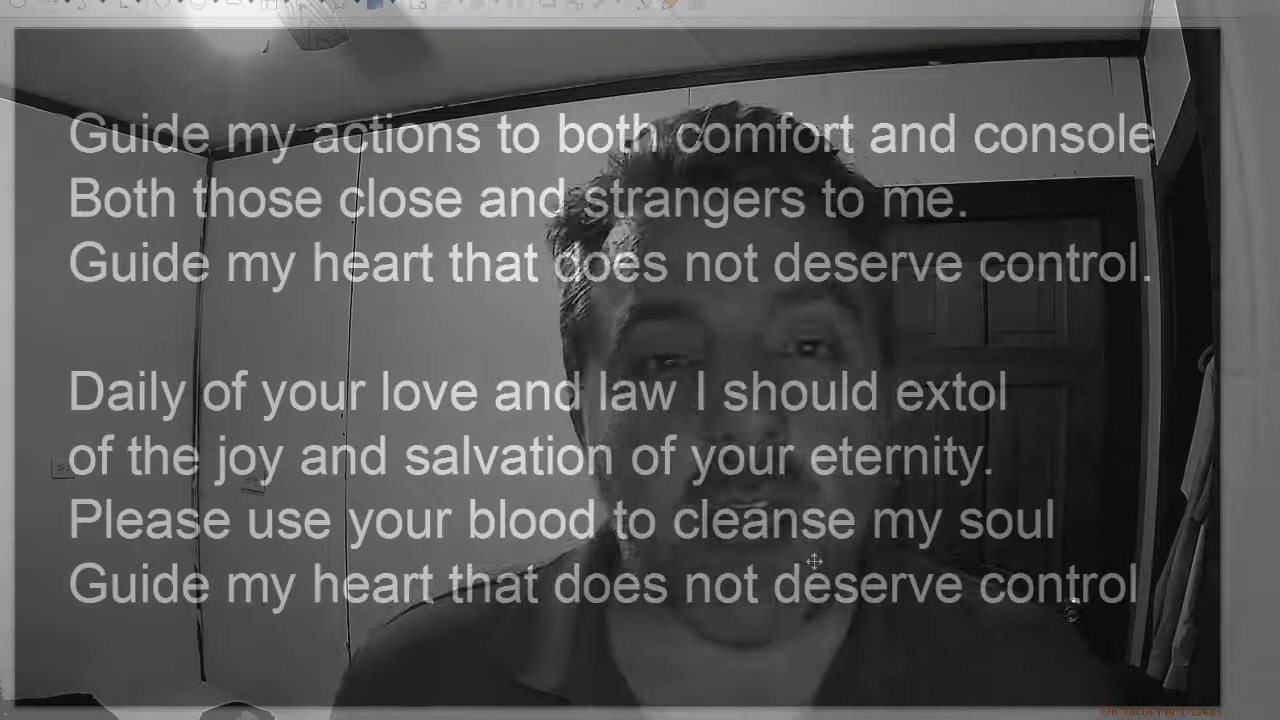 Guide my actions to both comfort and console
Both those close and strangers to me.
Guide my heart that does not deserve control.
Daily of your love and law I should extol
of the joy and salvation of your eternity.
Please use your blood to cleanse my soul
Guide my heart that does not deserve control